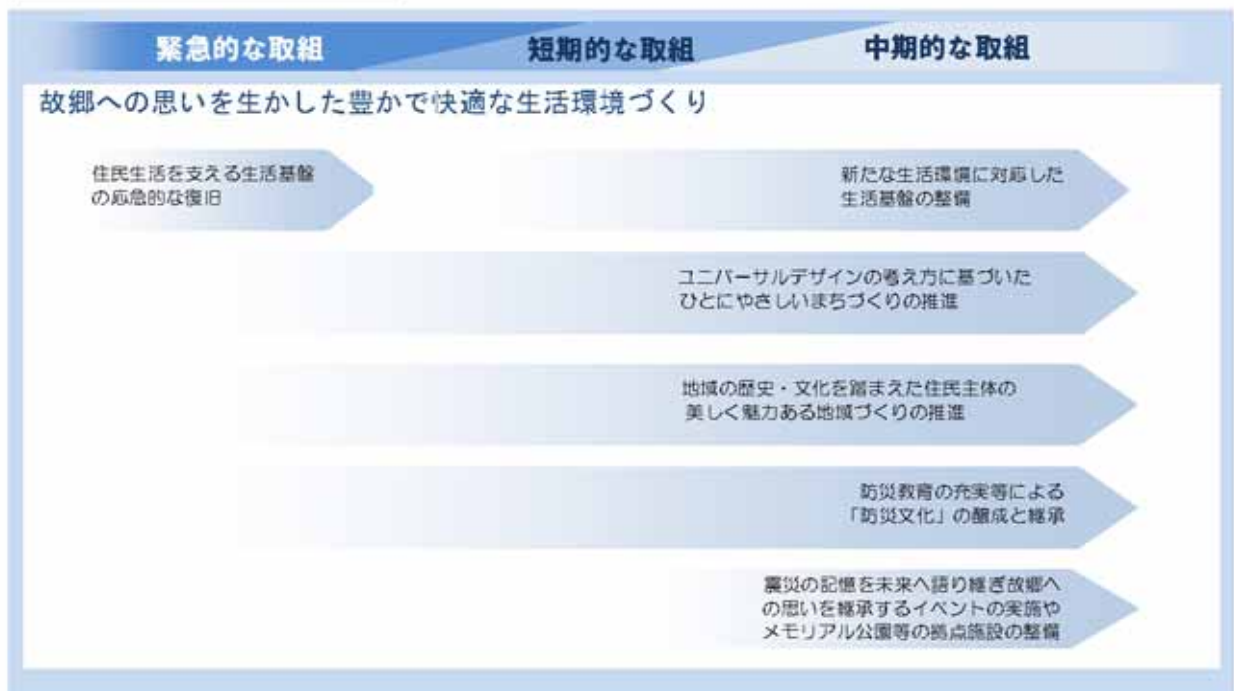 緊急的な取組 短期的な取組 中期的な取組
故郷への思いを生かした豊かで快適な生活環境づくり
住民生活を支える生活基盤
の応急的な復旧
新たな生活環境に対応した
生活基盤の整備
ユニバーサルデザインの考え方に基づいた
ひとにやさしいまちづくりの推進
地域の歴史・文化を踏まえた住民主体の
美しく魅力ある地域づくりの推進
防災教育の充実等による
「防災文化」の醸成と継承
震災の記憶を未来へ語り継ぎ故郷へ
の思いを継承するイベントの実施や
メモリアル公園等の拠点施設の整備